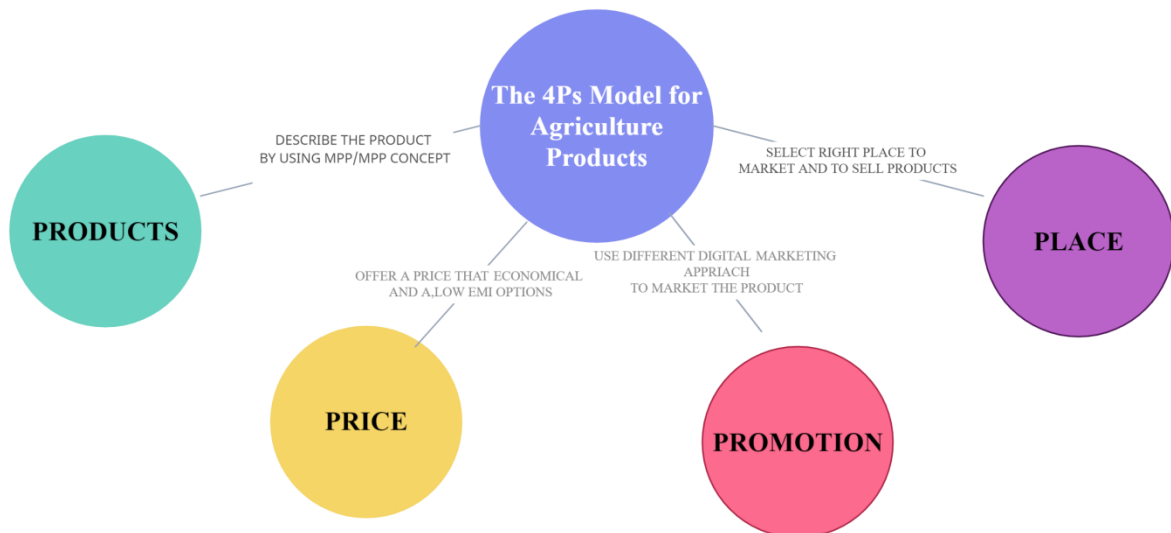 The 4Ps Model for
Agriculture
Products
DESCRIBE THE PRODUCT
BY USING MPP/MPP CONCEPT
SELECT RIGHT PLACE TO
MARKET AND TO SELL PRODUCTS
PRODUCTS
PLACE
OFFER A PRICE THAT ECONOMICAL
AND A,LOW EMI OPTIONS
USE DIFFERENT DIGITAL MARKETING
APPRIACH
TO MARKET THE PRODUCT
PRICE
PROMOTION